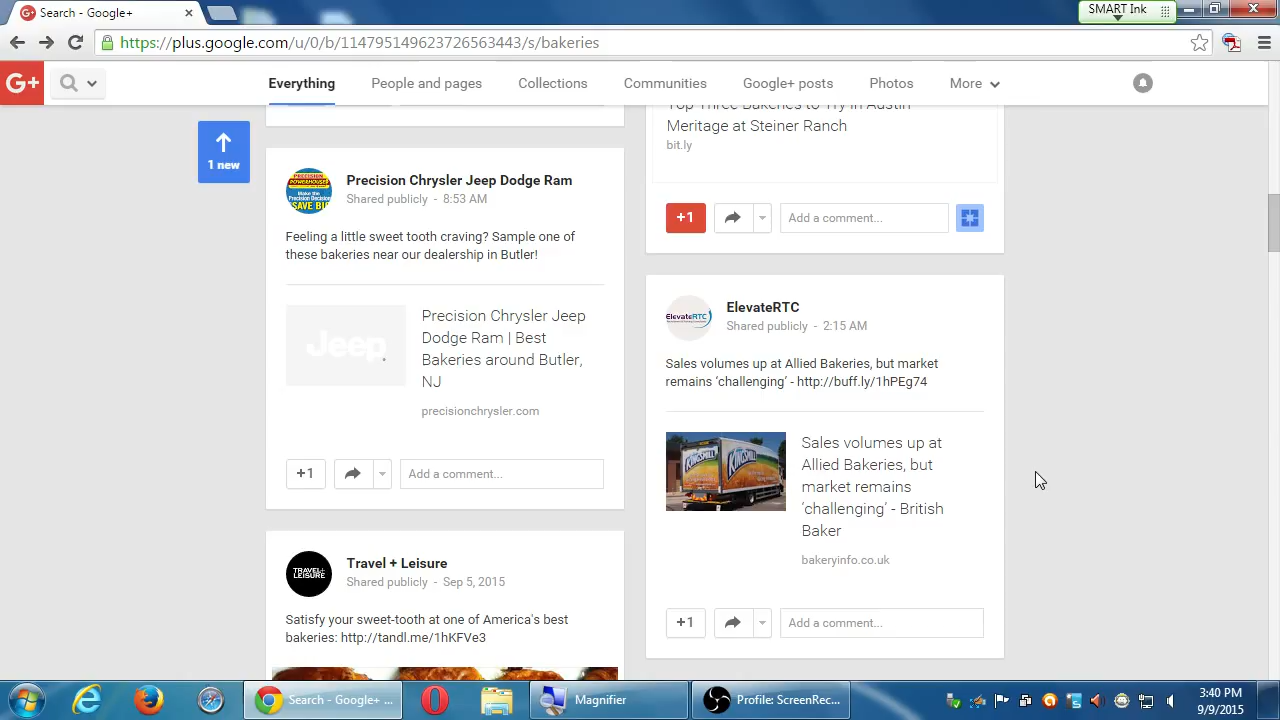 Search - Google+
SMART Ink
https://plus.google.com/u/0/b/114795149623726563443/s/bakeries
G+
Everything
People and pages
Collections
Communities
Google+ posts
Photos
More
1 new
Precision Chrysler Jeep Dodge Ram
Shared publicly - 8:53 AM
Feeling a little sweet tooth craving? Sample one of
these bakeries near our dealership in Butler!
Jeep
Precision Chrysler Jeep
Dodge Ram | Best
Bakeries around Butler,
NJ
precisionchrysler.com
+1
Add a comment...
Travel + Leisure
Shared publicly - Sep 5, 2015
Satisfy your sweet-tooth at one of America's best
bakeries: http://tandl.me/1hKFVe3
Top Three Bakeries to Try in Austin
Meritage at Steiner Ranch
bit.ly
+1
Add a comment...
ElevateRTC
Shared publicly - 2:15 AM
Sales volumes up at Allied Bakeries, but market
remains ‘challenging’ - http://buff.ly/1hPEg74
KINGSMILL
Sales volumes up at
Allied Bakeries, but
market remains
‘challenging’ - British
Baker
bakeryinfo.co.uk
+1
Add a comment...
Search - Google+ ...
Magnifier
Profile: ScreenRec...
3:40 PM
9/9/2015